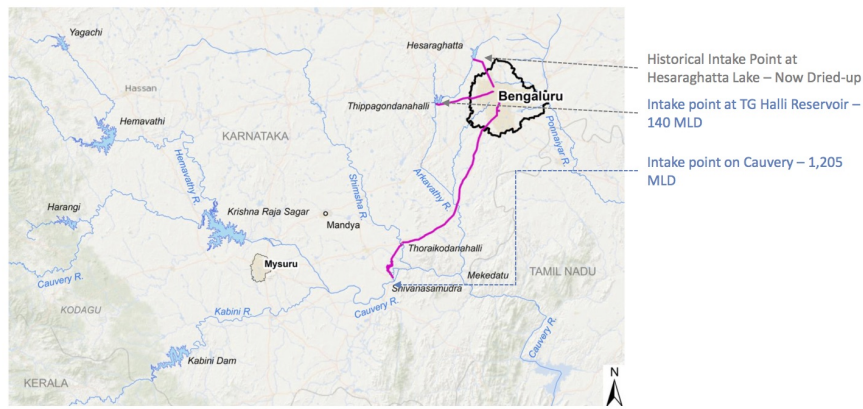 Yagachi
Hesaraghatta
Hassan
Bengaluru
Thippagondanahalli
Hemavathi
KARNATAKA
Ponnaiyar R.
Hemavathy R.
Shimsha R.
Arkavathy R.
Harangi
Krishna Raja Sagar
Mandya
Thoraikodanahalli
Mysuru
Mekedatu
TAMIL NADU
Cauvery R.
Shivanasamudra
KODAGU
Kabini R.
Cauvery R.
Cauvery R.
Kabini Dam
KERALA
N
Historical Intake Point at
Hesaraghatta Lake – Now Dried-up
Intake point at TG Halli Reservoir –
140 MLD
Intake point on Cauvery – 1,205
MLD